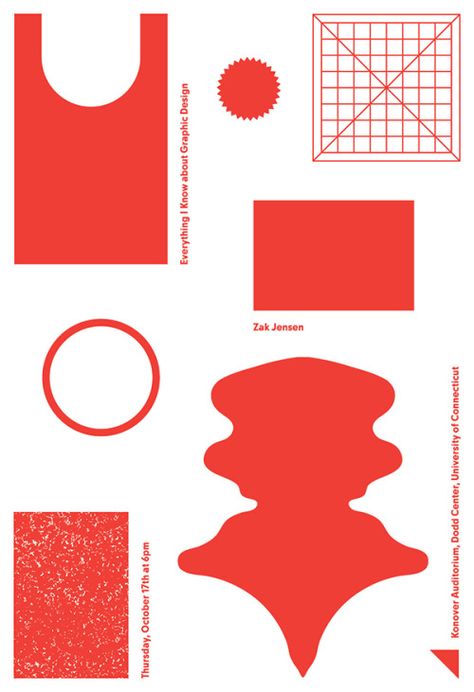 Everything I Know about Graphic Design
Zak Jensen
Thursday, October 17th at 6pm
Konover Auditorium, Dodd Center, University of Connecticut